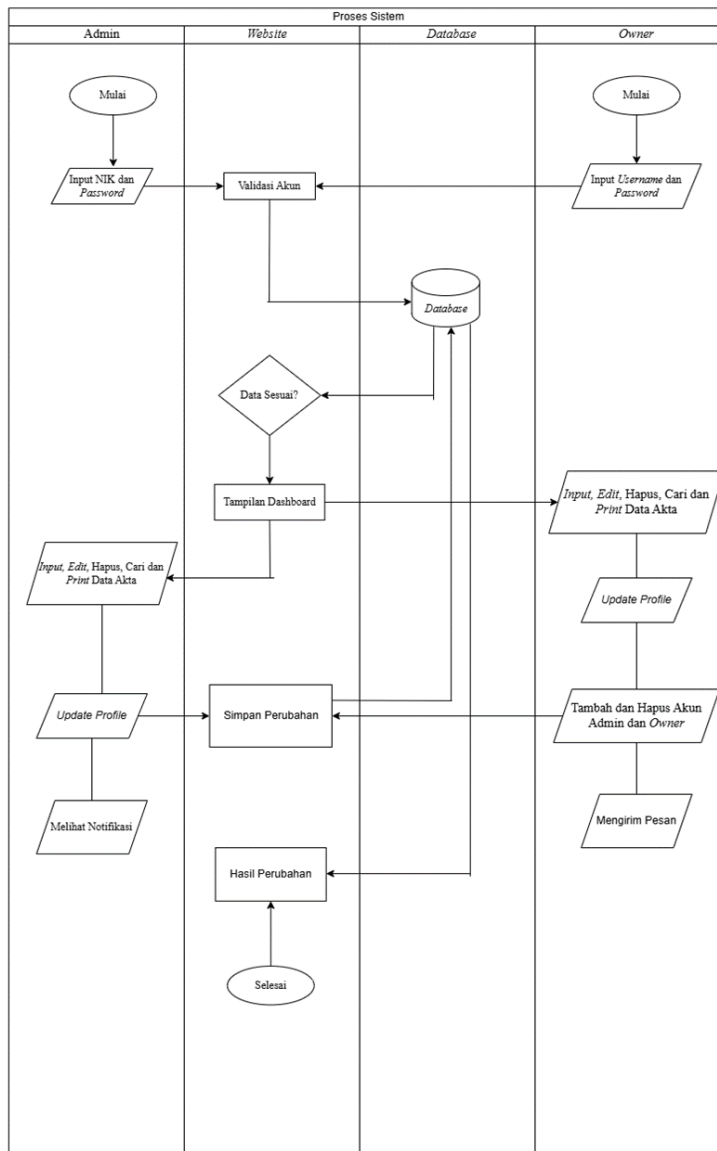 Proses Sistem
Admin
Website
Database
Owner
Mulai
Mulai
Input NIK dan
Password
Validasi Akun
Input Username dan
Password
Database
Data Sesuai?
Tampilan Dashboard
Input, Edit, Hapus, Cari dan
Print Data Akta
Input, Edit, Hapus, Cari dan
Print Data Akta
Update Profile
Update Profile
Simpan Perubahan
Tambah dan Hapus Akun
Admin dan Owner
Melihat Notifikasi
Mengirim Pesan
Hasil Perubahan
Selesai